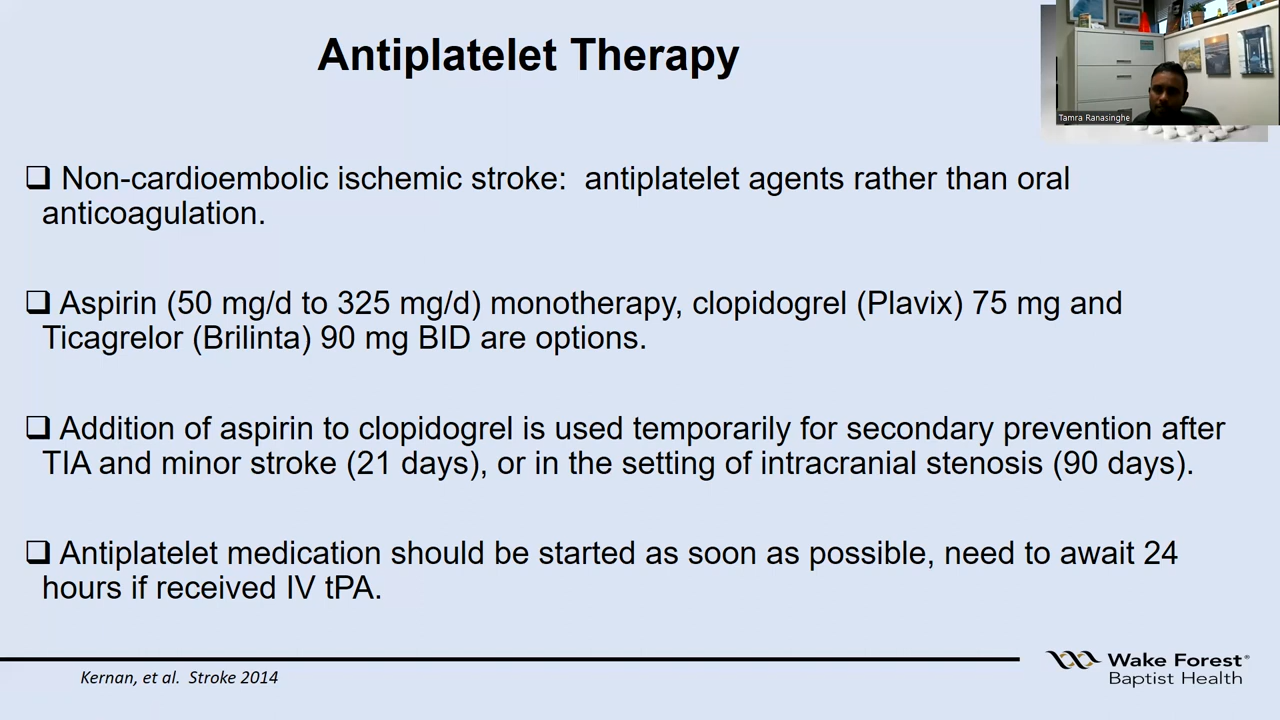 Antiplatelet Therapy
Tamra Ranasinghe
❑ Non-cardioembolic ischemic stroke:  antiplatelet agents rather than oral
anticoagulation.
❑ Aspirin (50 mg/d to 325 mg/d) monotherapy, clopidogrel (Plavix) 75 mg and
Ticagrelor (Brilinta) 90 mg BID are options.
❑ Addition of aspirin to clopidogrel is used temporarily for secondary prevention after
TIA and minor stroke (21 days), or in the setting of intracranial stenosis (90 days).
❑ Antiplatelet medication should be started as soon as possible, need to await 24
hours if received IV tPA.
Kernan, et al.  Stroke 2014
Wake Forest®
Baptist Health